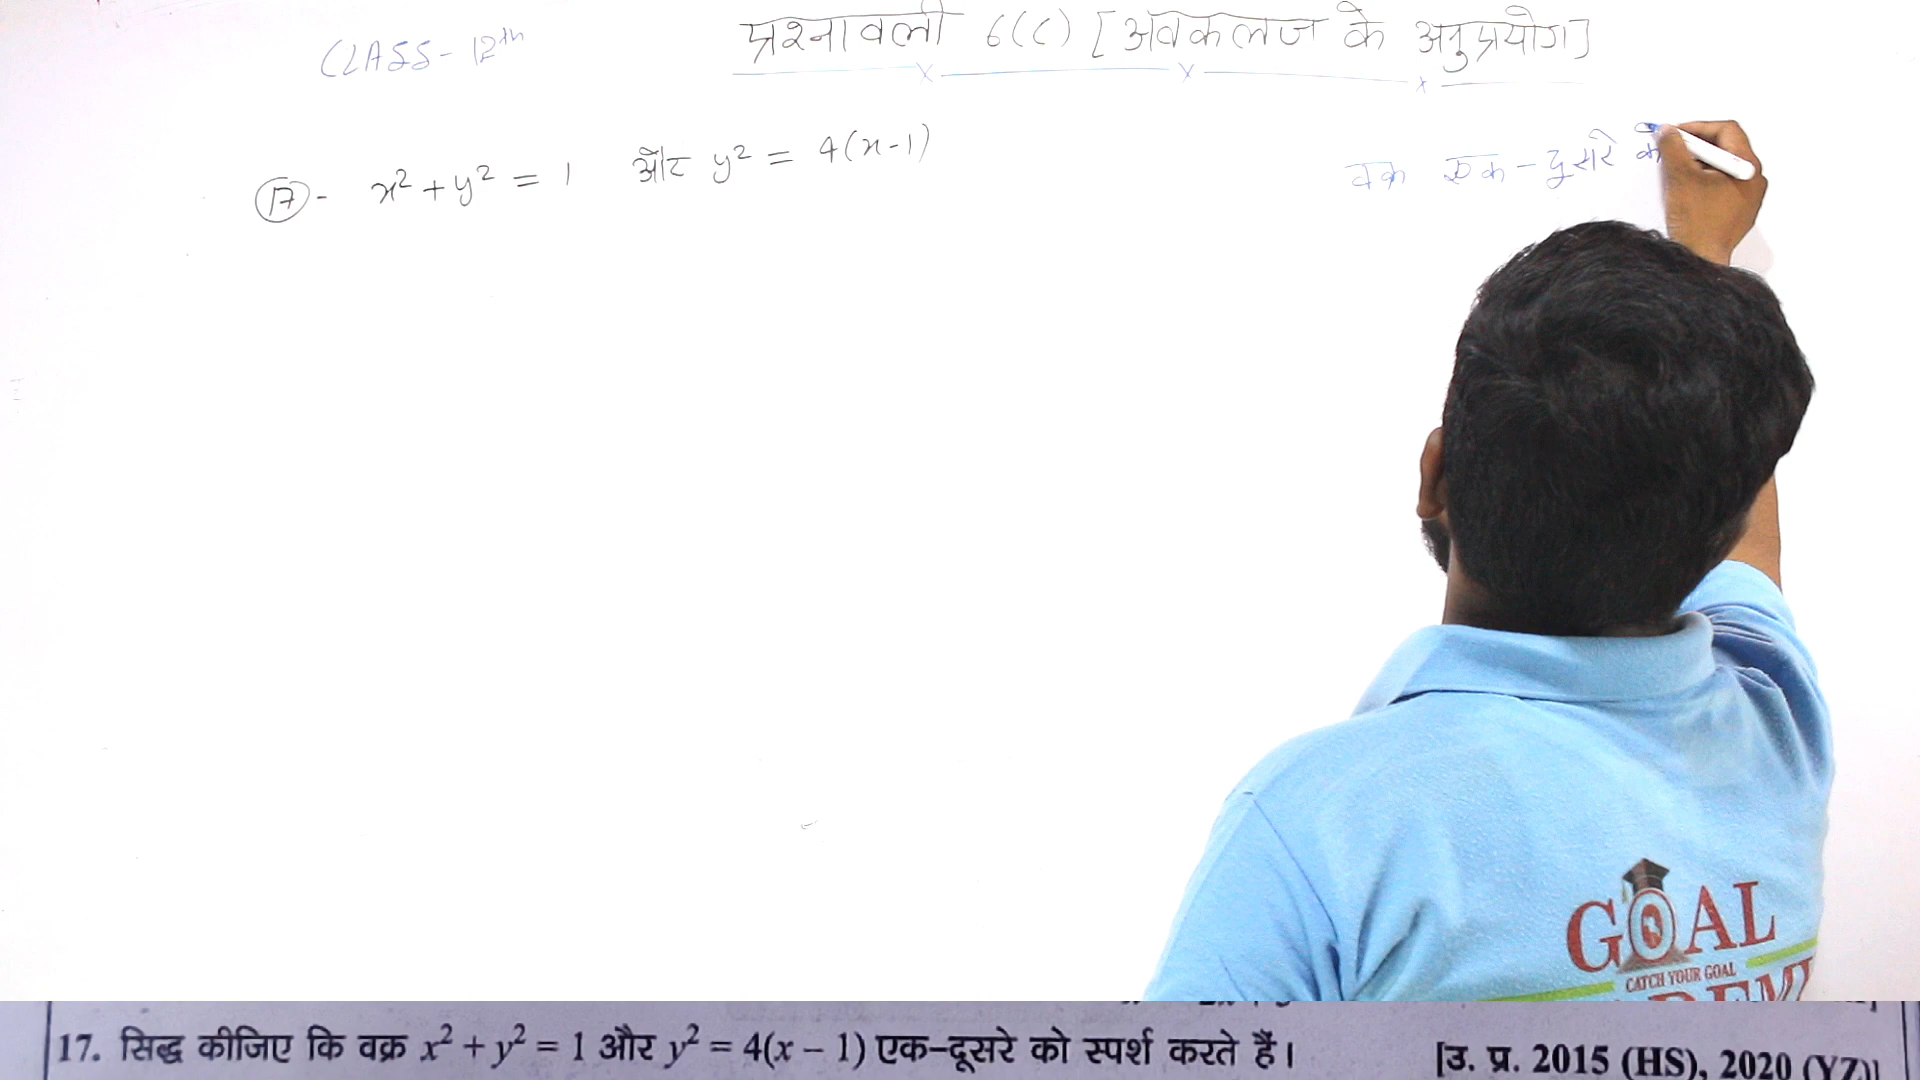 CLASS-12th
प्रश्नावली 6(C) [अवकलज के अनुप्रयोग]
17- x² + y² = 1 और y² = 4(x-1)
वक्र एक-दूसरे को
GOAL
CATCH YOUR GOAL
17. सिद्ध कीजिए कि वक्र x² + y² = 1 और y² = 4(x – 1) एक-दूसरे को स्पर्श करते हैं।
[उ. प्र. 2015 (HS), 2020 (YZ)]